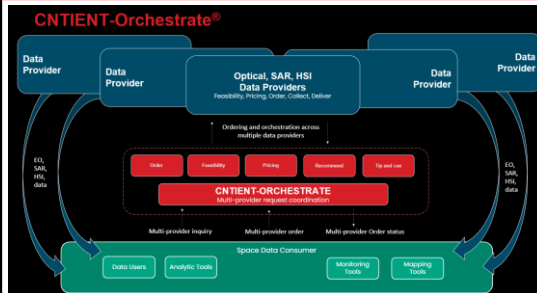 CNTIENT-Orchestrate®
Data
Provider
Data
Provider
Optical, SAR, HSI
Data Providers
Feasibility, Pricing, Order, Collect, Deliver
Data
Provider
Data
Provider
Ordering and orchestration across
multiple data providers
EO,
SAR,
HSI,
data
Order
Feasibility
Pricing
Recommend
Tip and cue
EO,
SAR,
HSI,
data
CNTIENT-ORCHESTRATE
Multi-provider request coordination
Multi-provider inquiry
Multi-provider order
Multi-provider Order status
Space Data Consumer
Data Users
Analytic Tools
Monitoring
Tools
Mapping
Tools